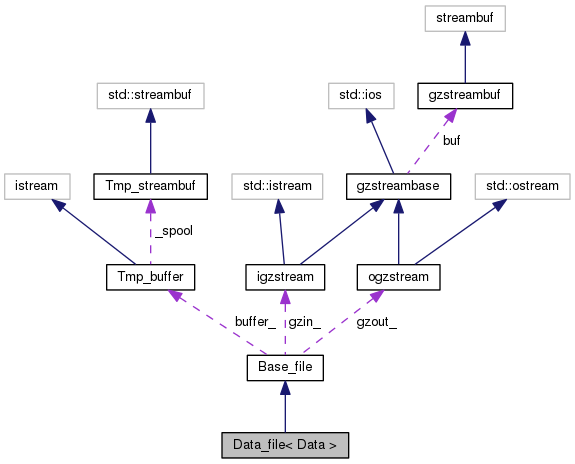 streambuf
std::streambuf
std::ios
gzstreambuf
buf
istream
Tmp_streambuf
std::istream
gzstreambase
std::ostream
_spool
Tmp_buffer
igzstream
ogzstream
buffer_
gzin_
gzout_
Base_file
Data_file< Data >